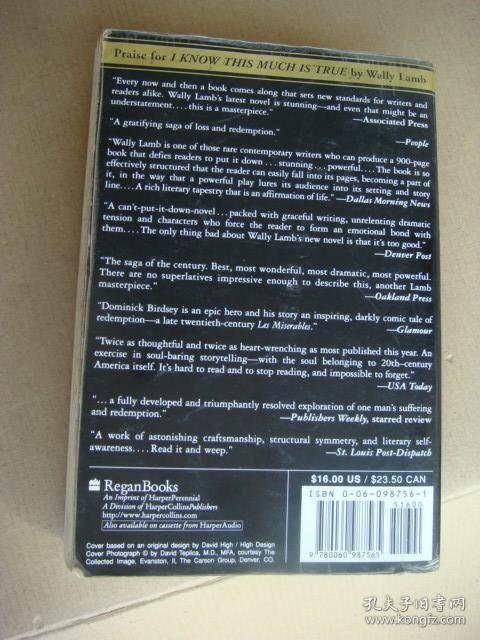 Praise for I KNOW THIS MUCH IS TRUE by Wally Lamb
"Every now and then a book comes along that sets new standards for writers and
readers alike. Wally Lamb's latest novel is stunning—and even that might be an
understatement.... this is a masterpiece."
—Associated Press
"A gratifying saga of loss and redemption."
—People
"Wally Lamb is one of those rare contemporary writers who can produce a 900-page
book that defies readers to put it down . . . stunning . . . powerful.... The book is so
effectively structured that the reader can easily fall into its pages, becoming a part of
it, in the way that a powerful play lures its audience into its setting and story
line.... A rich literary tapestry that is an affirmation of life." —Dallas Morning News
"A can't-put-it-down-novel . . . packed with graceful writing, unrelenting dramatic
tension and characters who force the reader to form an emotional bond with
them.... The only thing bad about Wally Lamb's new novel is that it's too good."
—Denver Post
"The saga of the century. Best, most wonderful, most dramatic, most powerful.
There are no superlatives impressive enough to describe this, another Lamb
masterpiece."
—Oakland Press
"Dominick Birdsey is an epic hero and his story an inspiring, darkly comic tale of
redemption—a late twentieth-century Les Miserables."
—Glamour
"Twice as thoughtful and twice as heart-wrenching as most published this year. An
exercise in soul-baring storytelling—with the soul belonging to 20th-century
America itself. It's hard to read and to stop reading, and impossible to forget."
—USA Today
"... a fully developed and triumphantly resolved exploration of one man's suffering
and redemption."
—Publishers Weekly, starred review
"A work of astonishing craftsmanship, structural symmetry, and literary self-
awareness.... Read it and weep."
—St. Louis Post-Dispatch
ReganBooks
An Imprint of HarperPerennial
A Division of HarperCollinsPublishers
http://www.harpercollins.com
Also available on cassette from HarperAudio
Cover based on an original design by David High / High Design
Cover Photograph © by David Teplica, M.D., MFA, courtesy The
Collected Image, Evanston, Il, The Carson Group, Denver, CO.
$16.00 US / $23.50 CAN
ISBN 0-06-098756-1
51600
9 780060 987565
孔夫子旧书网